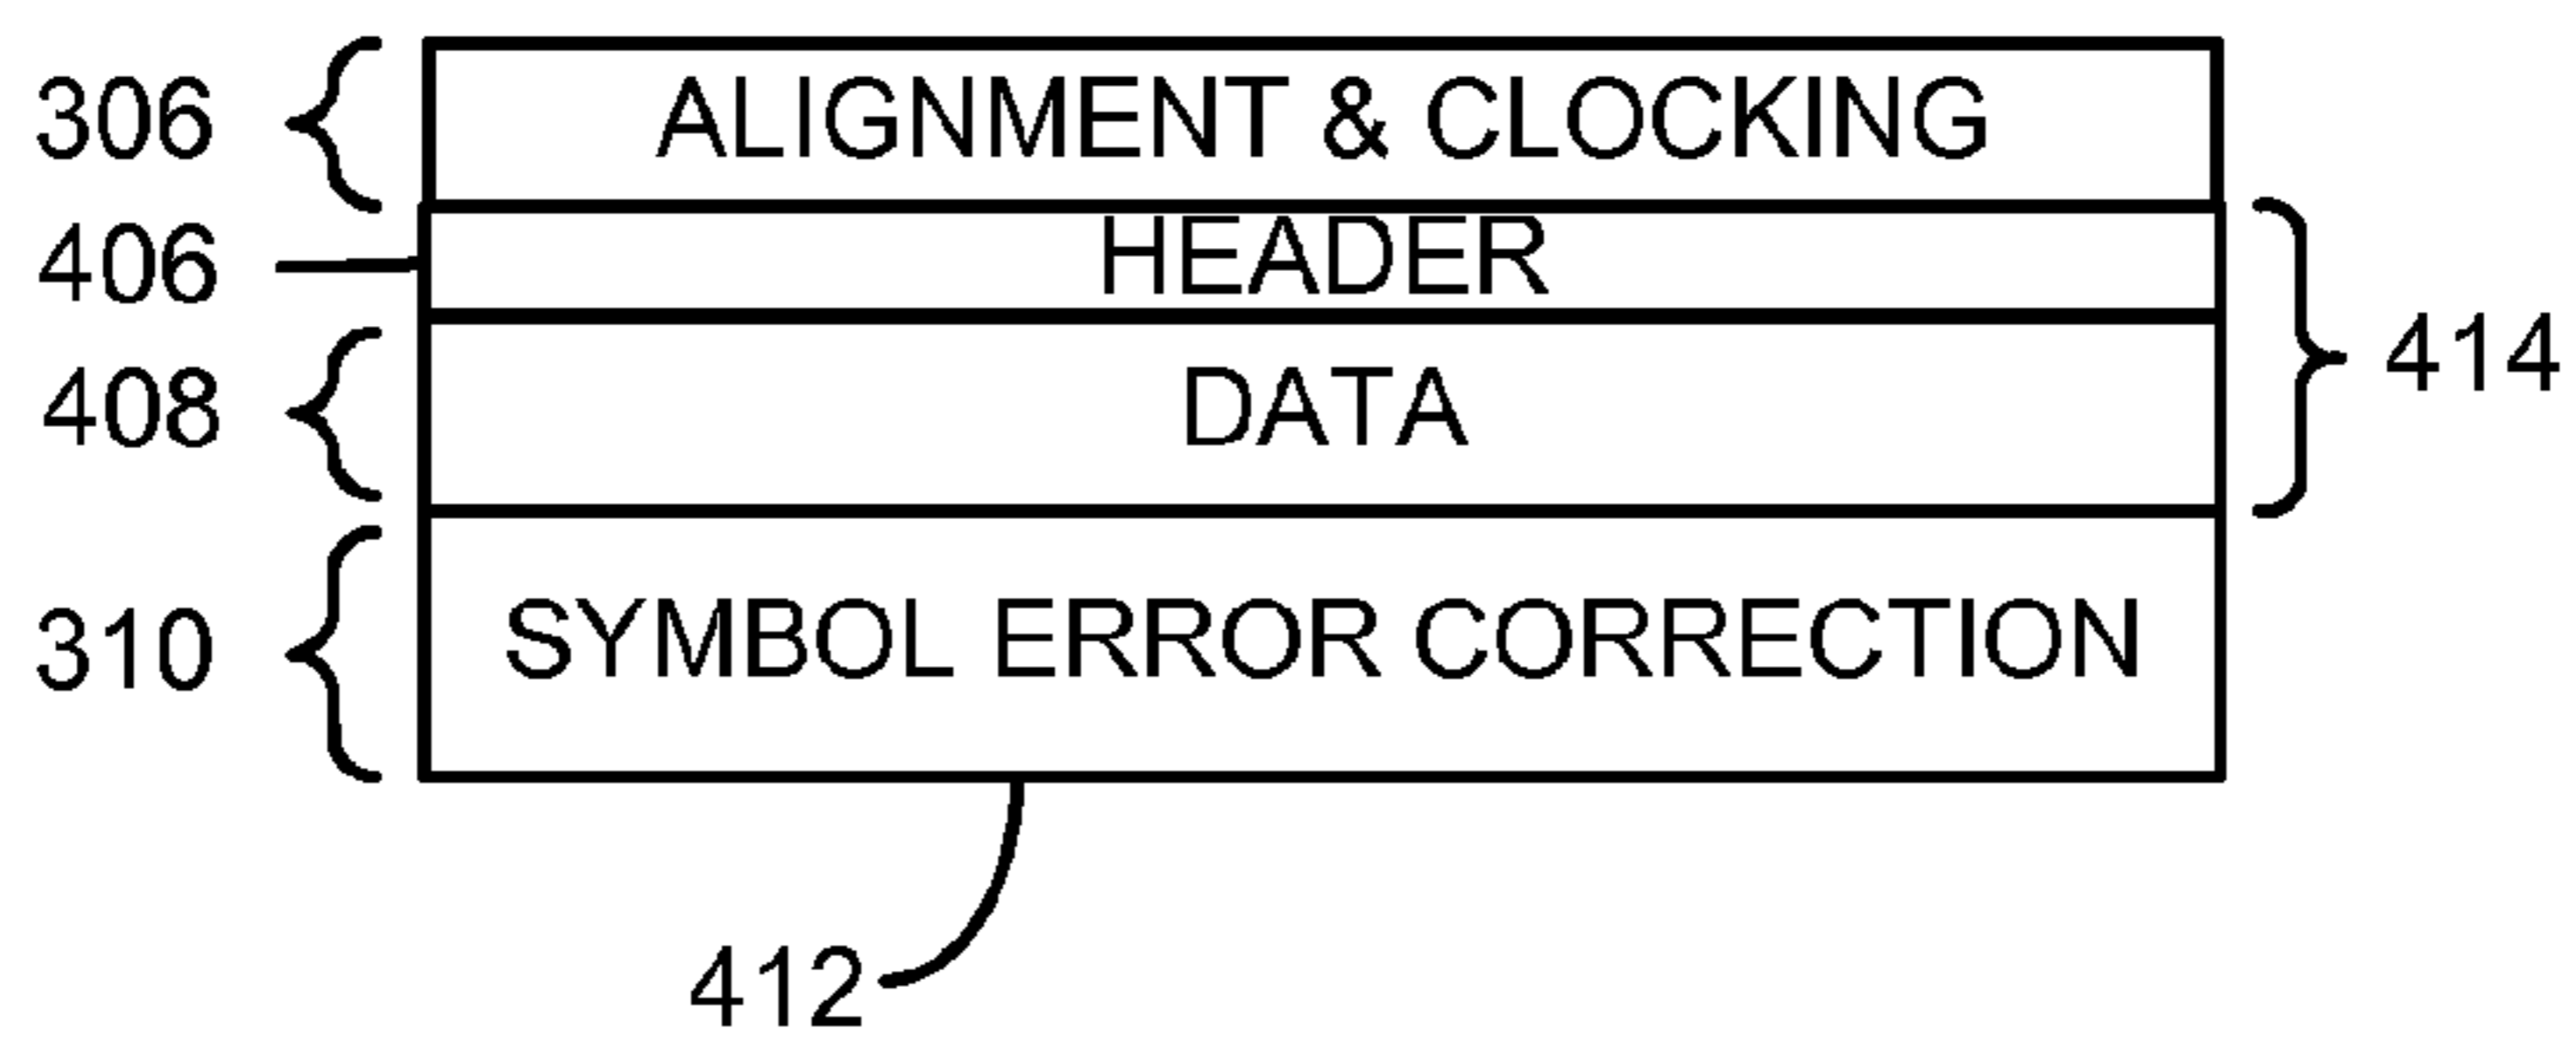 306 ALIGNMENT & CLOCKING
406 HEADER
414
408 DATA
310 SYMBOL ERROR CORRECTION
412